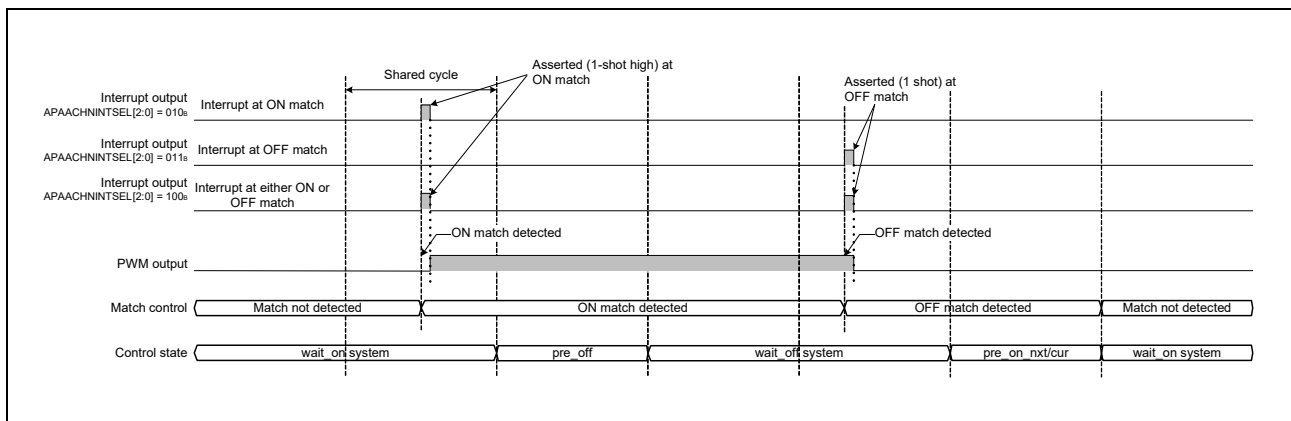 Shared cycle
Asserted (1-shot high) at
ON match
Asserted (1 shot) at
OFF match
Interrupt output
APAACHNINTSEL[2:0] = 010B
Interrupt at ON match
Interrupt output
APAACHNINTSEL[2:0] = 011B
Interrupt at OFF match
Interrupt output
APAACHNINTSEL[2:0] = 100B
Interrupt at either ON or
OFF match
ON match detected
OFF match detected
PWM output
Match control
Match not detected
ON match detected
OFF match detected
Match not detected
Control state
wait_on system
pre_off
wait_off system
pre_on_nxt/cur
wait_on system